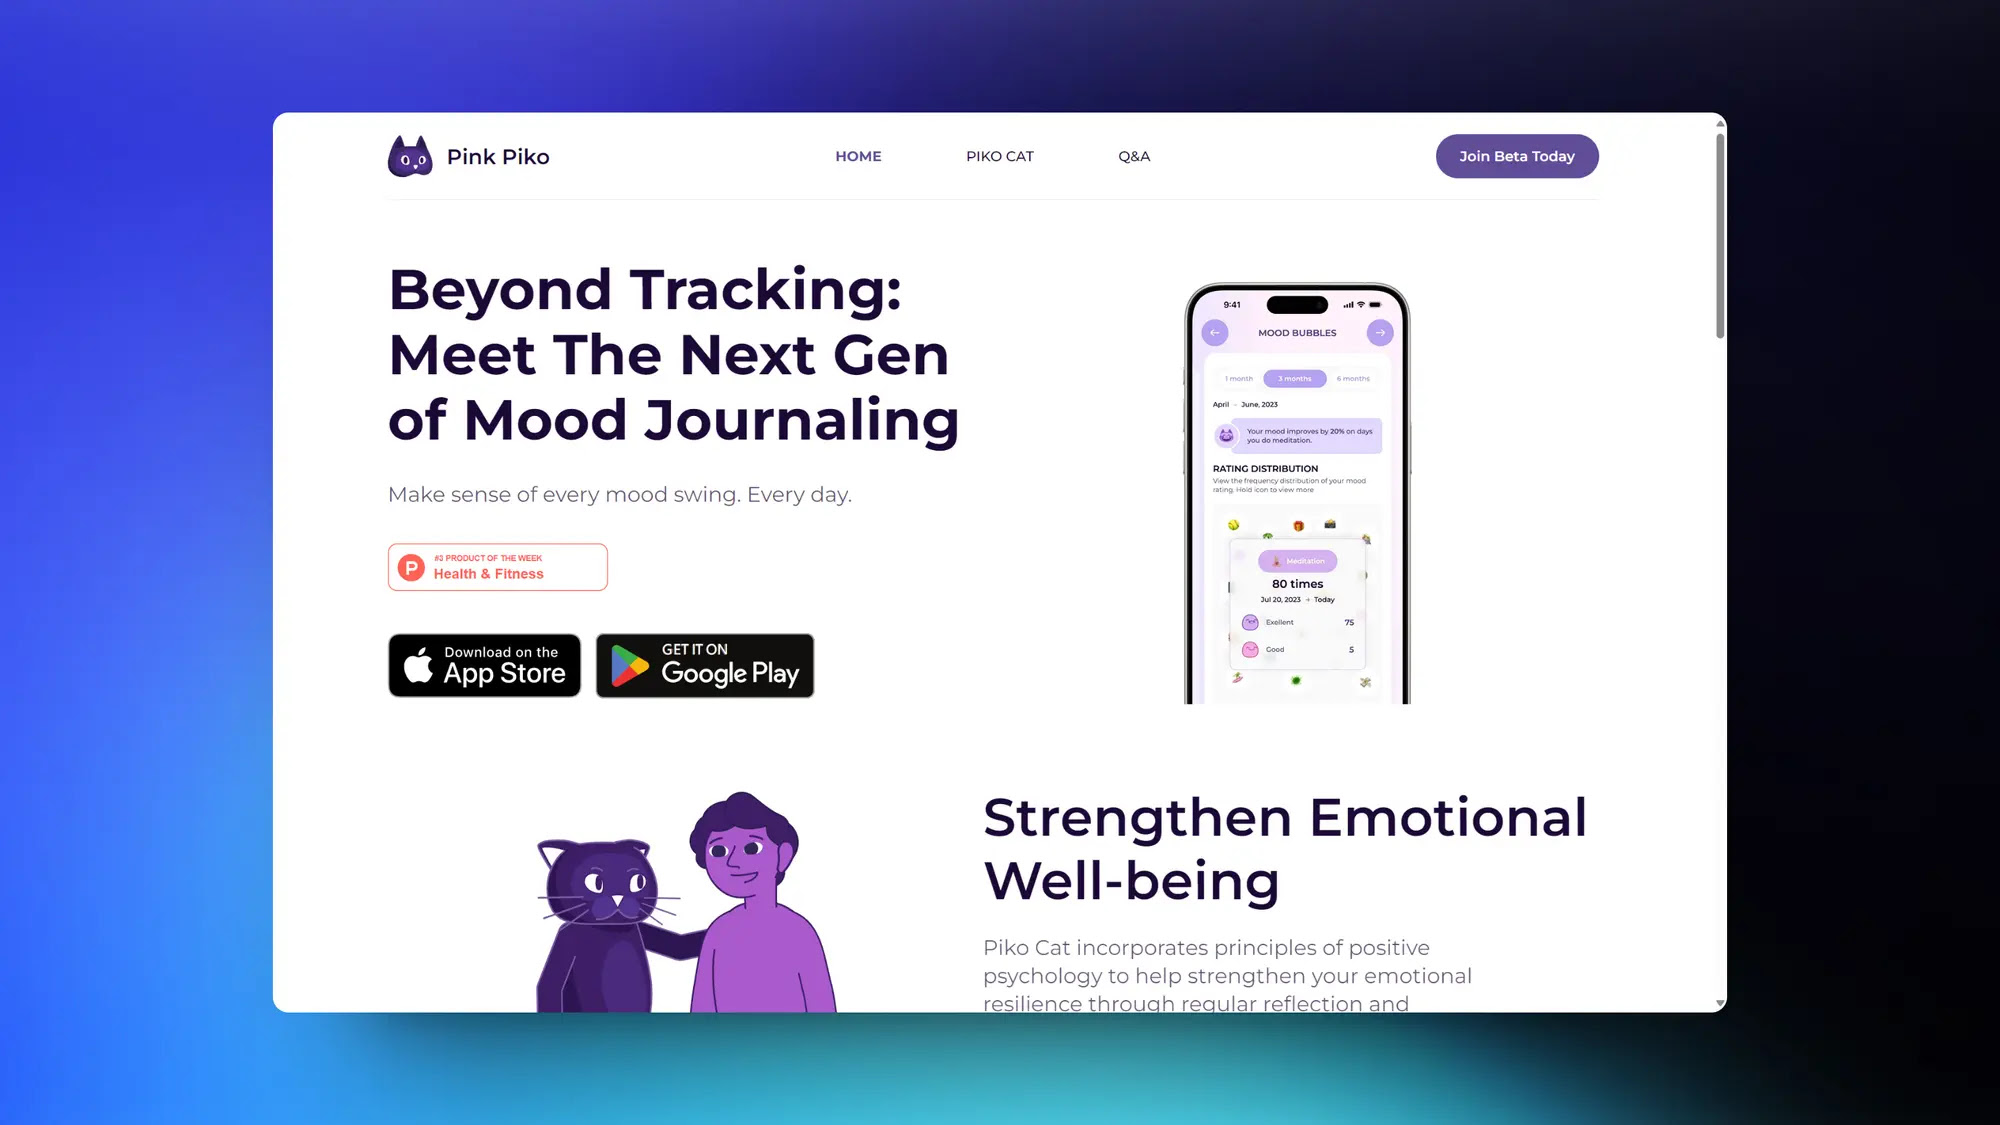 Pink Piko
HOME
PIKO CAT
Q&A
Join Beta Today
Beyond Tracking:
Meet The Next Gen
of Mood Journaling
Make sense of every mood swing. Every day.
P
#3 PRODUCT OF THE WEEK
Health & Fitness
Download on the
App Store
GET IT ON
Google Play
9:41
MOOD BUBBLES
1 month
3 months
6 months
April - June, 2023
Your mood improves by 20% on days
you do meditation.
RATING DISTRIBUTION
View the frequency distribution of your mood
rating. Hold icon to view more
Meditation
80 times
Jul 20, 2023 → Today
Exellent 75
Good 5
Strengthen Emotional
Well-being
Piko Cat incorporates principles of positive
psychology to help strengthen your emotional
resilience through regular reflection and